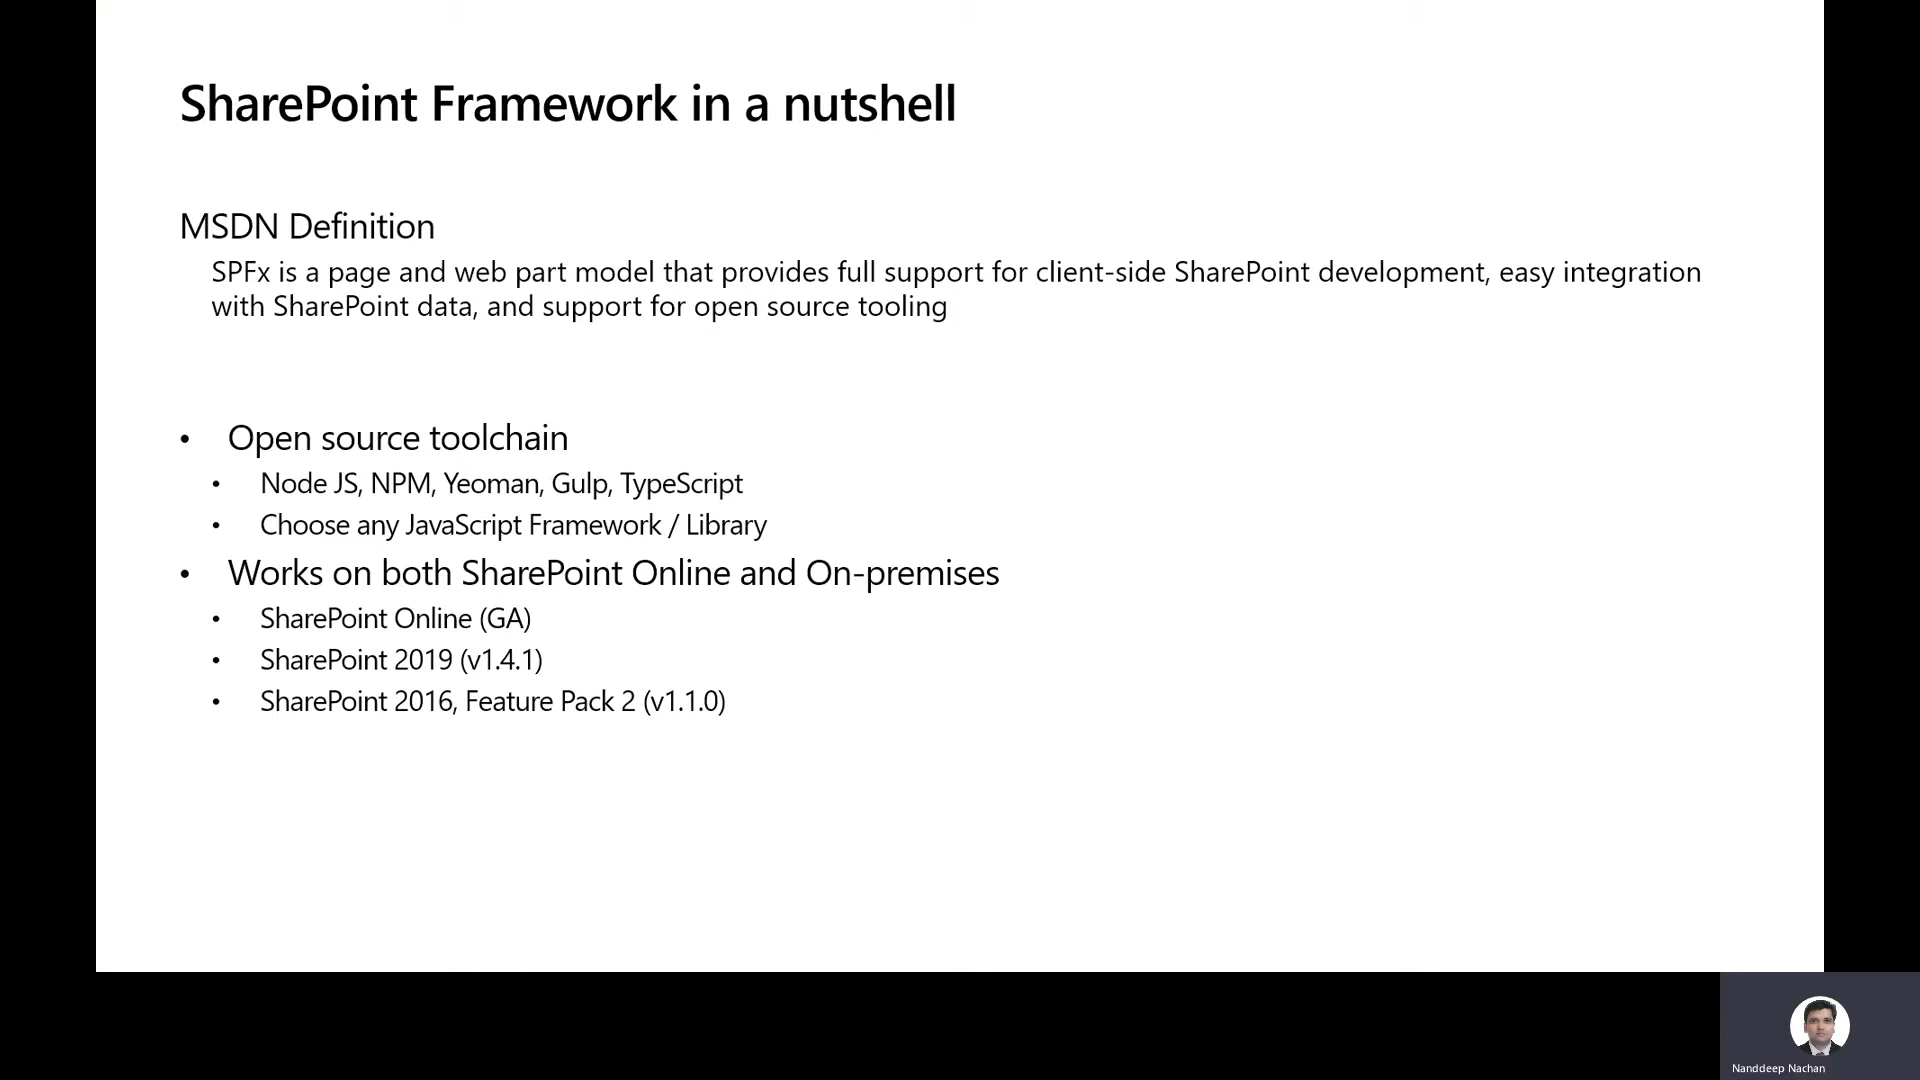 SharePoint Framework in a nutshell
MSDN Definition
SPFx is a page and web part model that provides full support for client-side SharePoint development, easy integration
with SharePoint data, and support for open source tooling
• Open source toolchain
• Node JS, NPM, Yeoman, Gulp, TypeScript
• Choose any JavaScript Framework / Library
• Works on both SharePoint Online and On-premises
• SharePoint Online (GA)
• SharePoint 2019 (v1.4.1)
• SharePoint 2016, Feature Pack 2 (v1.1.0)
Nanddeep Nachan